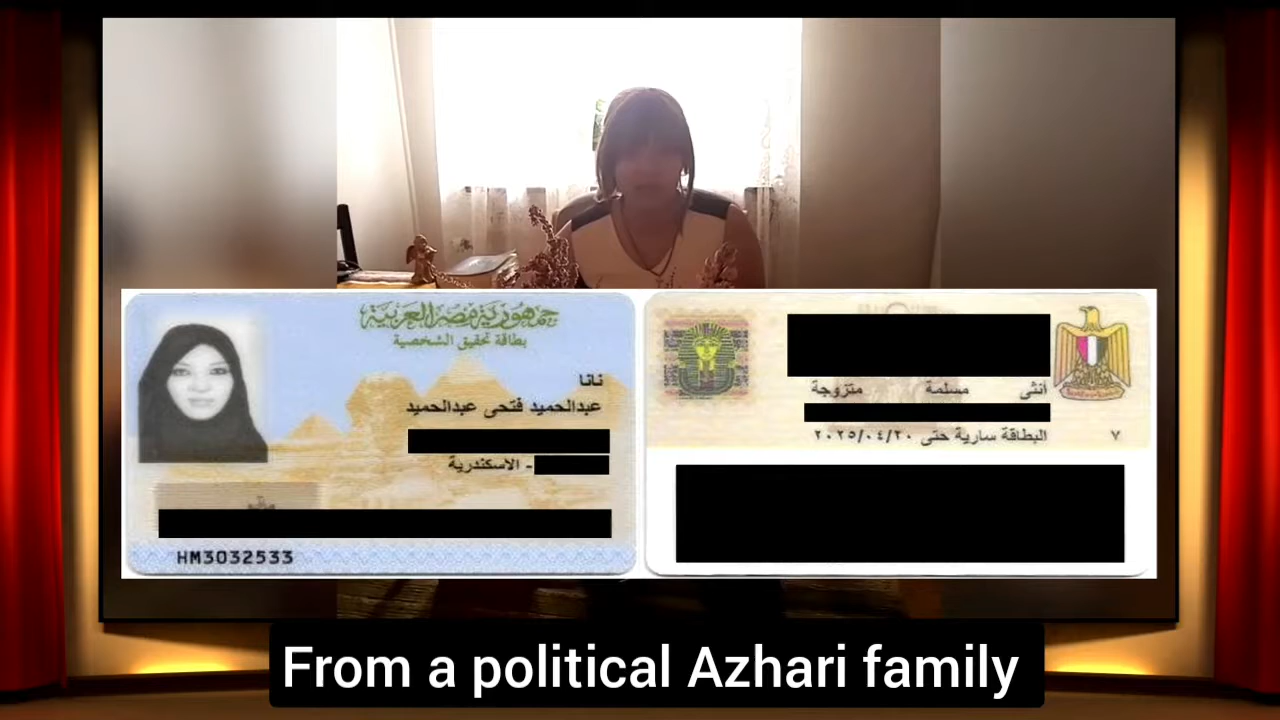 جمهورية مصر العربية
بطاقة تحقيق الشخصية
نانا
عبدالحميد فتحى عبدالحميد
- الاسكندرية
HM3032533
أنثى مسلمة متزوجة
البطاقة سارية حتى ٢٠٢٥/٠٤/٢٠
٧
From a political Azhari family